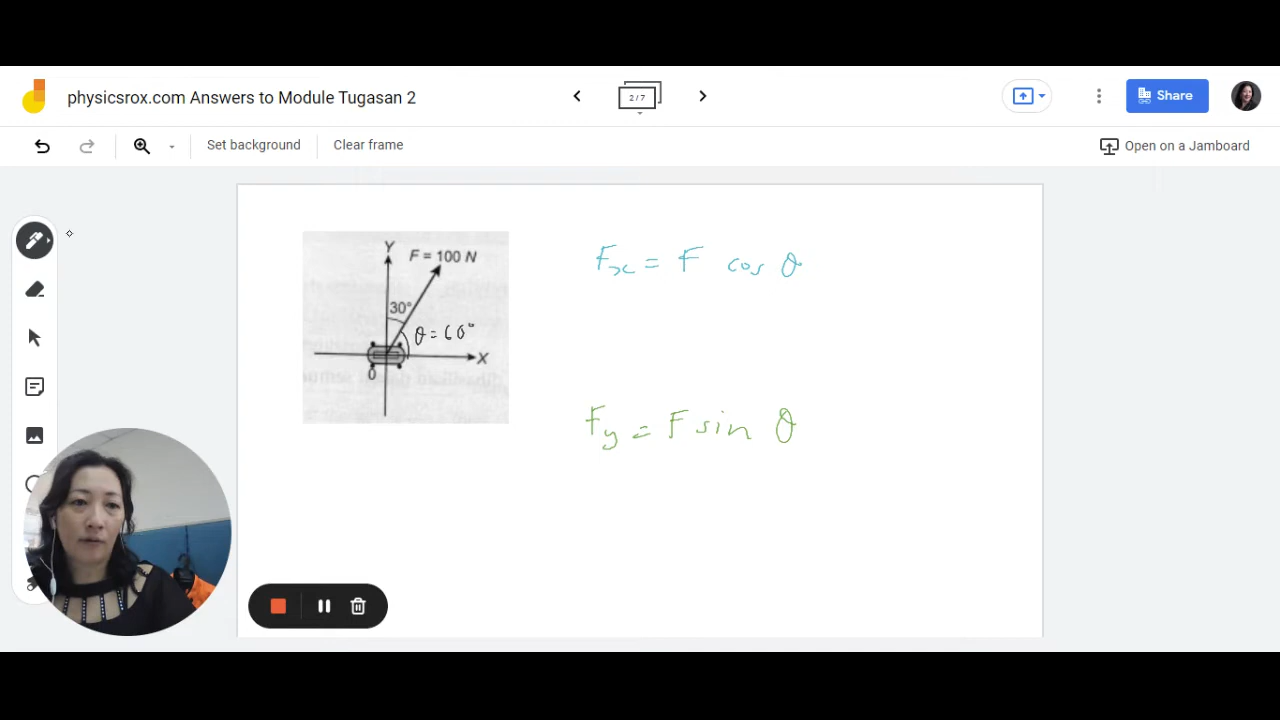 physicsrox.com Answers to Module Tugasan 2
2/7
Share
Set background
Clear frame
Open on a Jamboard
Y
F = 100 N
30°
θ = 60°
X
0
Fx = F cos θ
Fy = F sin θ